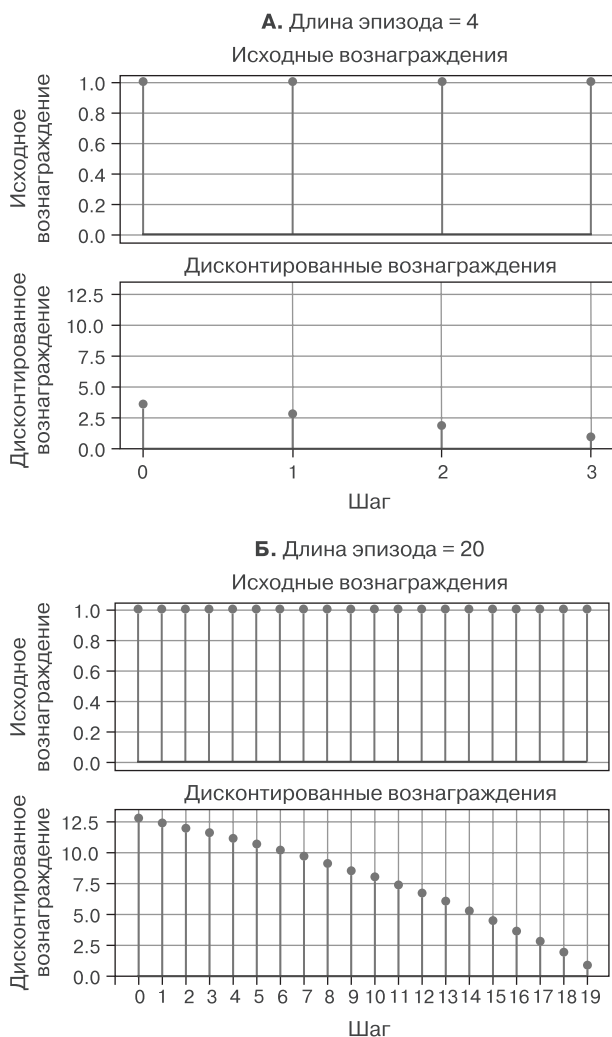 А. Длина эпизода = 4
Исходные вознаграждения
Исходное
вознаграждение
1.0
0.8
0.6
0.4
0.2
0.0
Дисконтированные вознаграждения
Дисконтированное
вознаграждение
12.5
10.0
7.5
5.0
2.5
0.0
0 1 2 3
Шаг
Б. Длина эпизода = 20
Исходные вознаграждения
Исходное
вознаграждение
1.0
0.8
0.6
0.4
0.2
0.0
Дисконтированные вознаграждения
Дисконтированное
вознаграждение
12.5
10.0
7.5
5.0
2.5
0.0
0 1 2 3 4 5 6 7 8 9 10 11 12 13 14 15 16 17 18 19
Шаг